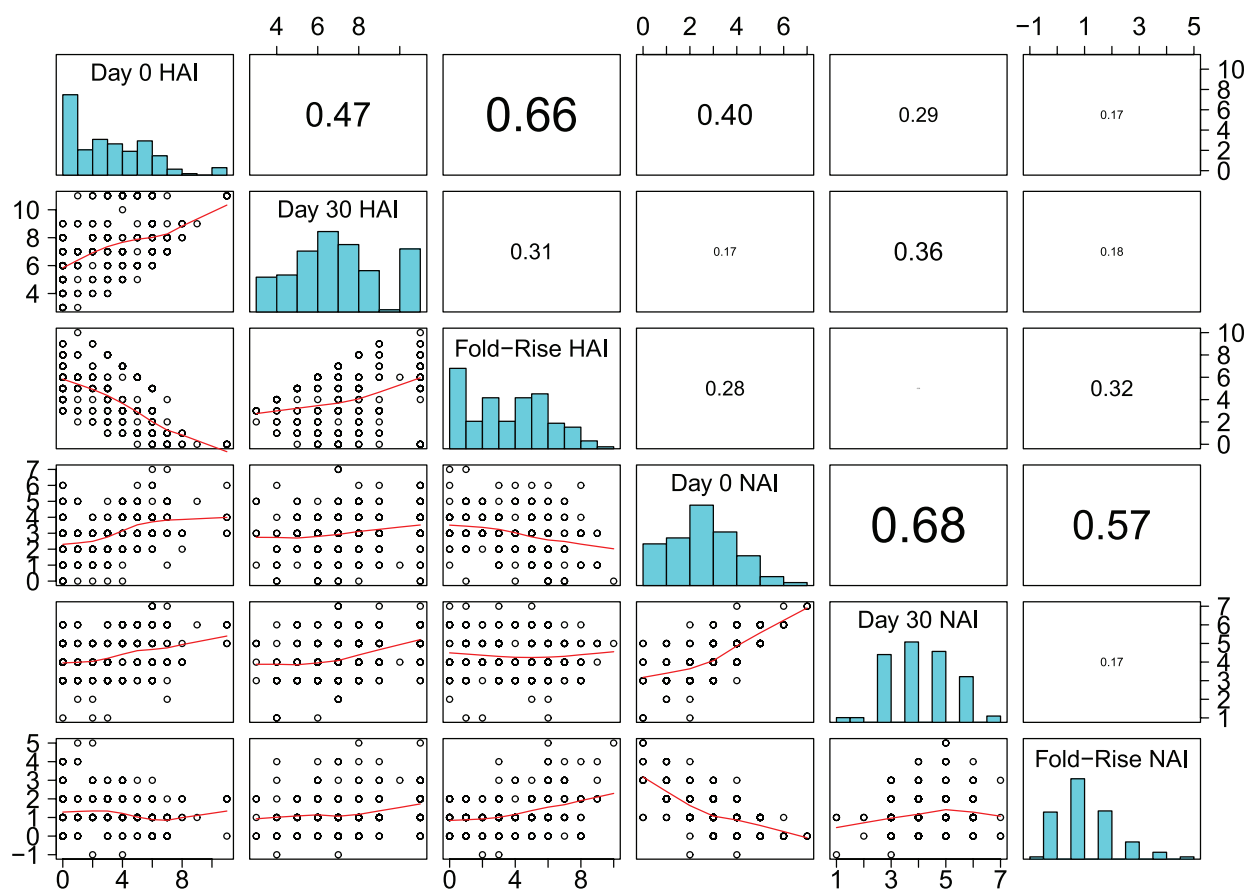 4 6 8
0 2 4 6
−1 1 3 5
Day 0 HAI
0.47
0.66
0.40
0.29
0.17
0 2 4 6 8 10
4 6 8 10
Day 30 HAI
0.31
0.17
0.36
0.18
Fold−Rise HAI
0.28
-
0.32
0 2 4 6 8 10
0 1 2 3 4 5 6 7
Day 0 NAI
0.68
0.57
Day 30 NAI
0.17
1 2 3 4 5 6 7
−1 0 1 2 3 4 5
Fold−Rise NAI
0 4 8
0 4 8
1 3 5 7